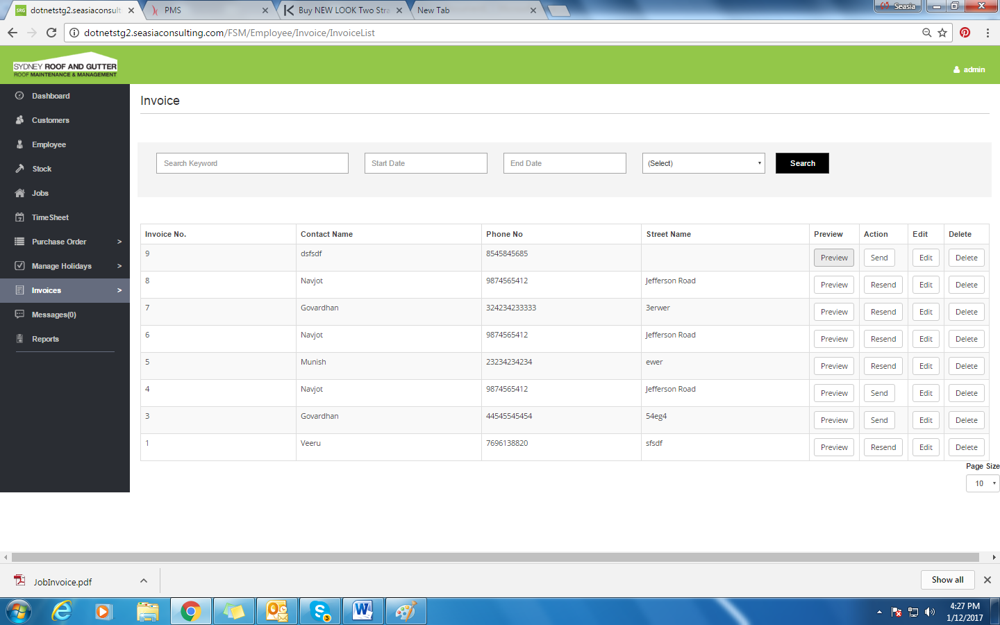 dotnetstg2.seasiaconsult
PMS
Buy NEW LOOK Two Stra
New Tab
Seasia
dotnetstg2.seasiaconsulting.com/FSM/Employee/Invoice/InvoiceList
SYDNEY ROOF AND GUTTER
ROOF MAINTENANCE & MANAGEMENT
admin
Dashboard
Customers
Employee
Stock
Jobs
TimeSheet
Purchase Order >
Manage Holidays >
Invoices >
Messages(0)
Reports
Invoice
Search Keyword Start Date End Date (Select) Search
Invoice No. Contact Name Phone No Street Name Preview Action Edit Delete
9 dsfsdf 8545845685 Preview Send Edit Delete
8 Navjot 9874565412 Jefferson Road Preview Resend Edit Delete
7 Govardhan 324234233333 3erwer Preview Resend Edit Delete
6 Navjot 9874565412 Jefferson Road Preview Resend Edit Delete
5 Munish 23234234234 ewer Preview Resend Edit Delete
4 Navjot 9874565412 Jefferson Road Preview Send Edit Delete
3 Govardhan 44545545454 54eg4 Preview Send Edit Delete
1 Veeru 7696138820 sfsdf Preview Resend Edit Delete
Page Size
10
JobInvoice.pdf
Show all
4:27 PM
1/12/2017